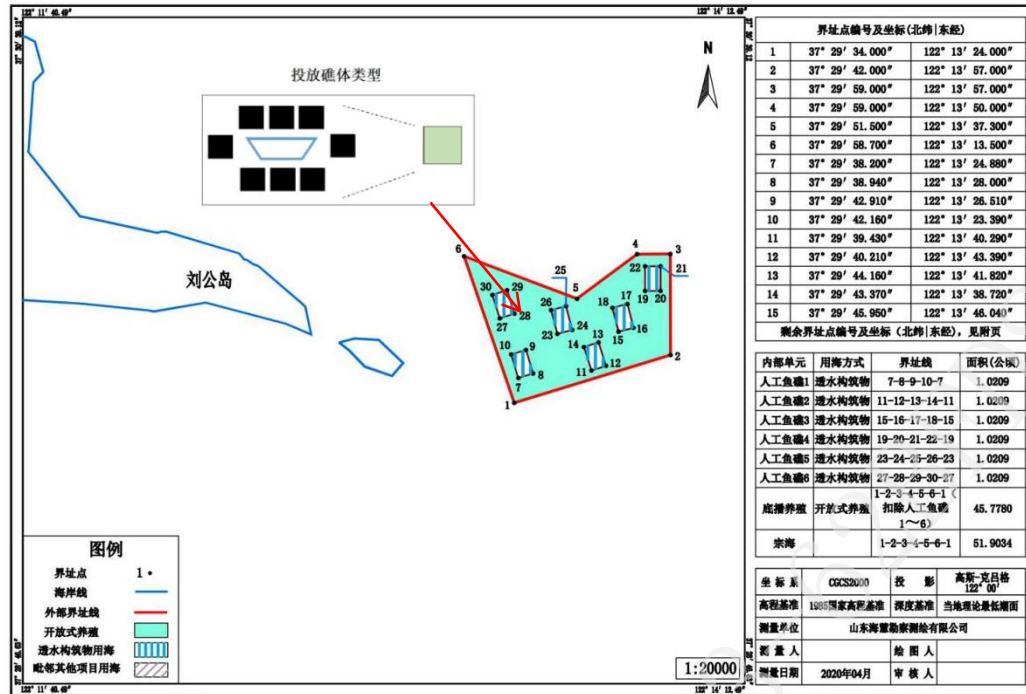 122° 11′ 40.49″
122° 14′ 12.49″
37° 30′ 39.12″
37° 30′ 39.12″
投放礁体类型
N
刘公岛
6
5
4
3
2
1
25
22
21
19
20
30
29
28
27
26
24
23
18
17
16
15
14
13
12
11
10
9
8
7
图例
界址点 1
海岸线
外部界址线
开放式养殖
透水构筑物用海
毗邻其他项目用海
1:20000
122° 11′ 40.49″
122° 14′ 12.49″
界址点编号及坐标(北纬|东经)
1 37° 29′ 34.000″ 122° 13′ 24.000″
2 37° 29′ 42.000″ 122° 13′ 57.000″
3 37° 29′ 59.000″ 122° 13′ 57.000″
4 37° 29′ 59.000″ 122° 13′ 50.000″
5 37° 29′ 51.500″ 122° 13′ 37.300″
6 37° 29′ 58.700″ 122° 13′ 13.500″
7 37° 29′ 38.200″ 122° 13′ 24.880″
8 37° 29′ 38.940″ 122° 13′ 28.000″
9 37° 29′ 42.910″ 122° 13′ 26.510″
10 37° 29′ 42.160″ 122° 13′ 23.390″
11 37° 29′ 39.430″ 122° 13′ 40.290″
12 37° 29′ 40.210″ 122° 13′ 43.390″
13 37° 29′ 44.160″ 122° 13′ 41.820″
14 37° 29′ 43.370″ 122° 13′ 38.720″
15 37° 29′ 45.950″ 122° 13′ 46.040″
剩余界址点编号及坐标（北纬|东经），见附页
内部单元 用海方式 界址线 面积(公顷)
人工鱼礁1 透水构筑物 7-8-9-10-7 1.0209
人工鱼礁2 透水构筑物 11-12-13-14-11 1.0209
人工鱼礁3 透水构筑物 15-16-17-18-15 1.0209
人工鱼礁4 透水构筑物 19-20-21-22-19 1.0209
人工鱼礁5 透水构筑物 23-24-25-26-23 1.0209
人工鱼礁6 透水构筑物 27-28-29-30-27 1.0209
底播养殖 开放式养殖 1-2-3-4-5-6-1（扣除人工鱼礁1～6） 45.7780
宗海 1-2-3-4-5-6-1 51.9034
坐标系 CGCS2000 投影 高斯-克吕格 122° 00′
高程基准 1985国家高程基准 深度基准 当地理论最低潮面
测量单位 山东海慧勘察测绘有限公司
测量人 绘图人
测量日期 2020年04月 审核人